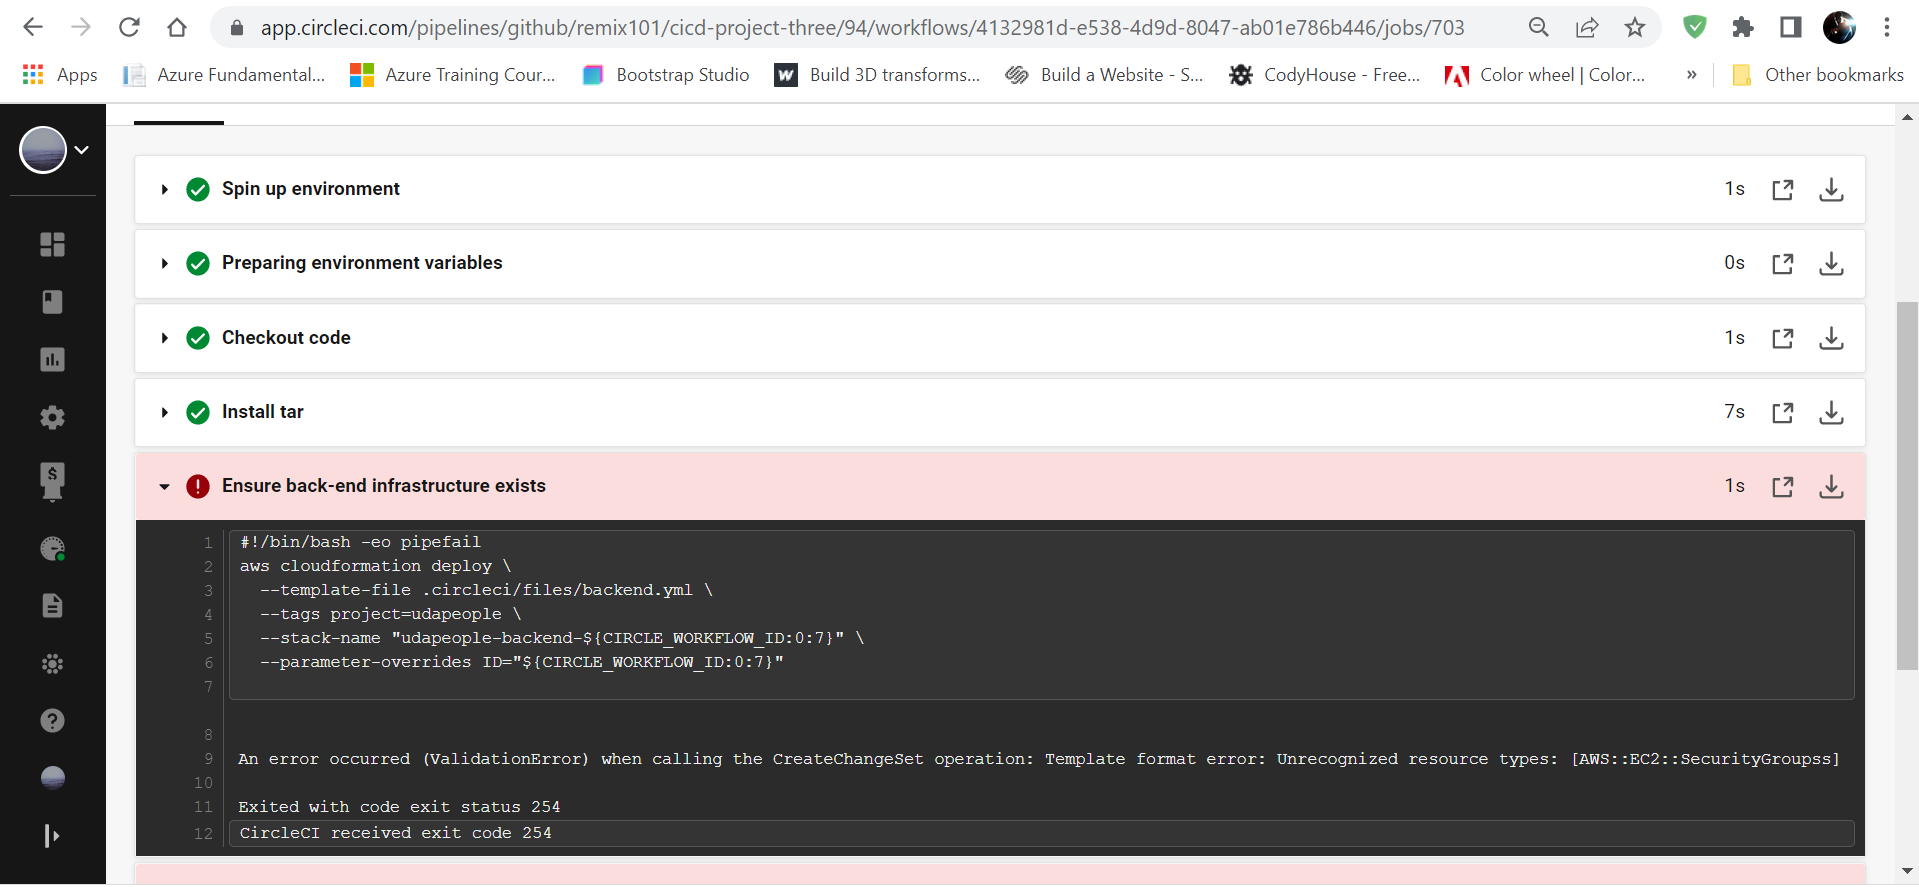 app.circleci.com/pipelines/github/remix101/cicd-project-three/94/workflows/4132981d-e538-4d9d-8047-ab01e786b446/jobs/703
Apps
Azure Fundamental...
Azure Training Cour...
Bootstrap Studio
W
Build 3D transforms...
Build a Website - S...
CodyHouse - Free...
Color wheel | Color...
»
Other bookmarks
Spin up environment
1s
Preparing environment variables
0s
Checkout code
1s
Install tar
7s
Ensure back-end infrastructure exists
1s
1 #!/bin/bash -eo pipefail
2 aws cloudformation deploy \
3 --template-file .circleci/files/backend.yml \
4 --tags project=udapeople \
5 --stack-name "udapeople-backend-${CIRCLE_WORKFLOW_ID:0:7}" \
6 --parameter-overrides ID="${CIRCLE_WORKFLOW_ID:0:7}"
7
8
9 An error occurred (ValidationError) when calling the CreateChangeSet operation: Template format error: Unrecognized resource types: [AWS::EC2::SecurityGroupss]
10
11 Exited with code exit status 254
12 CircleCI received exit code 254